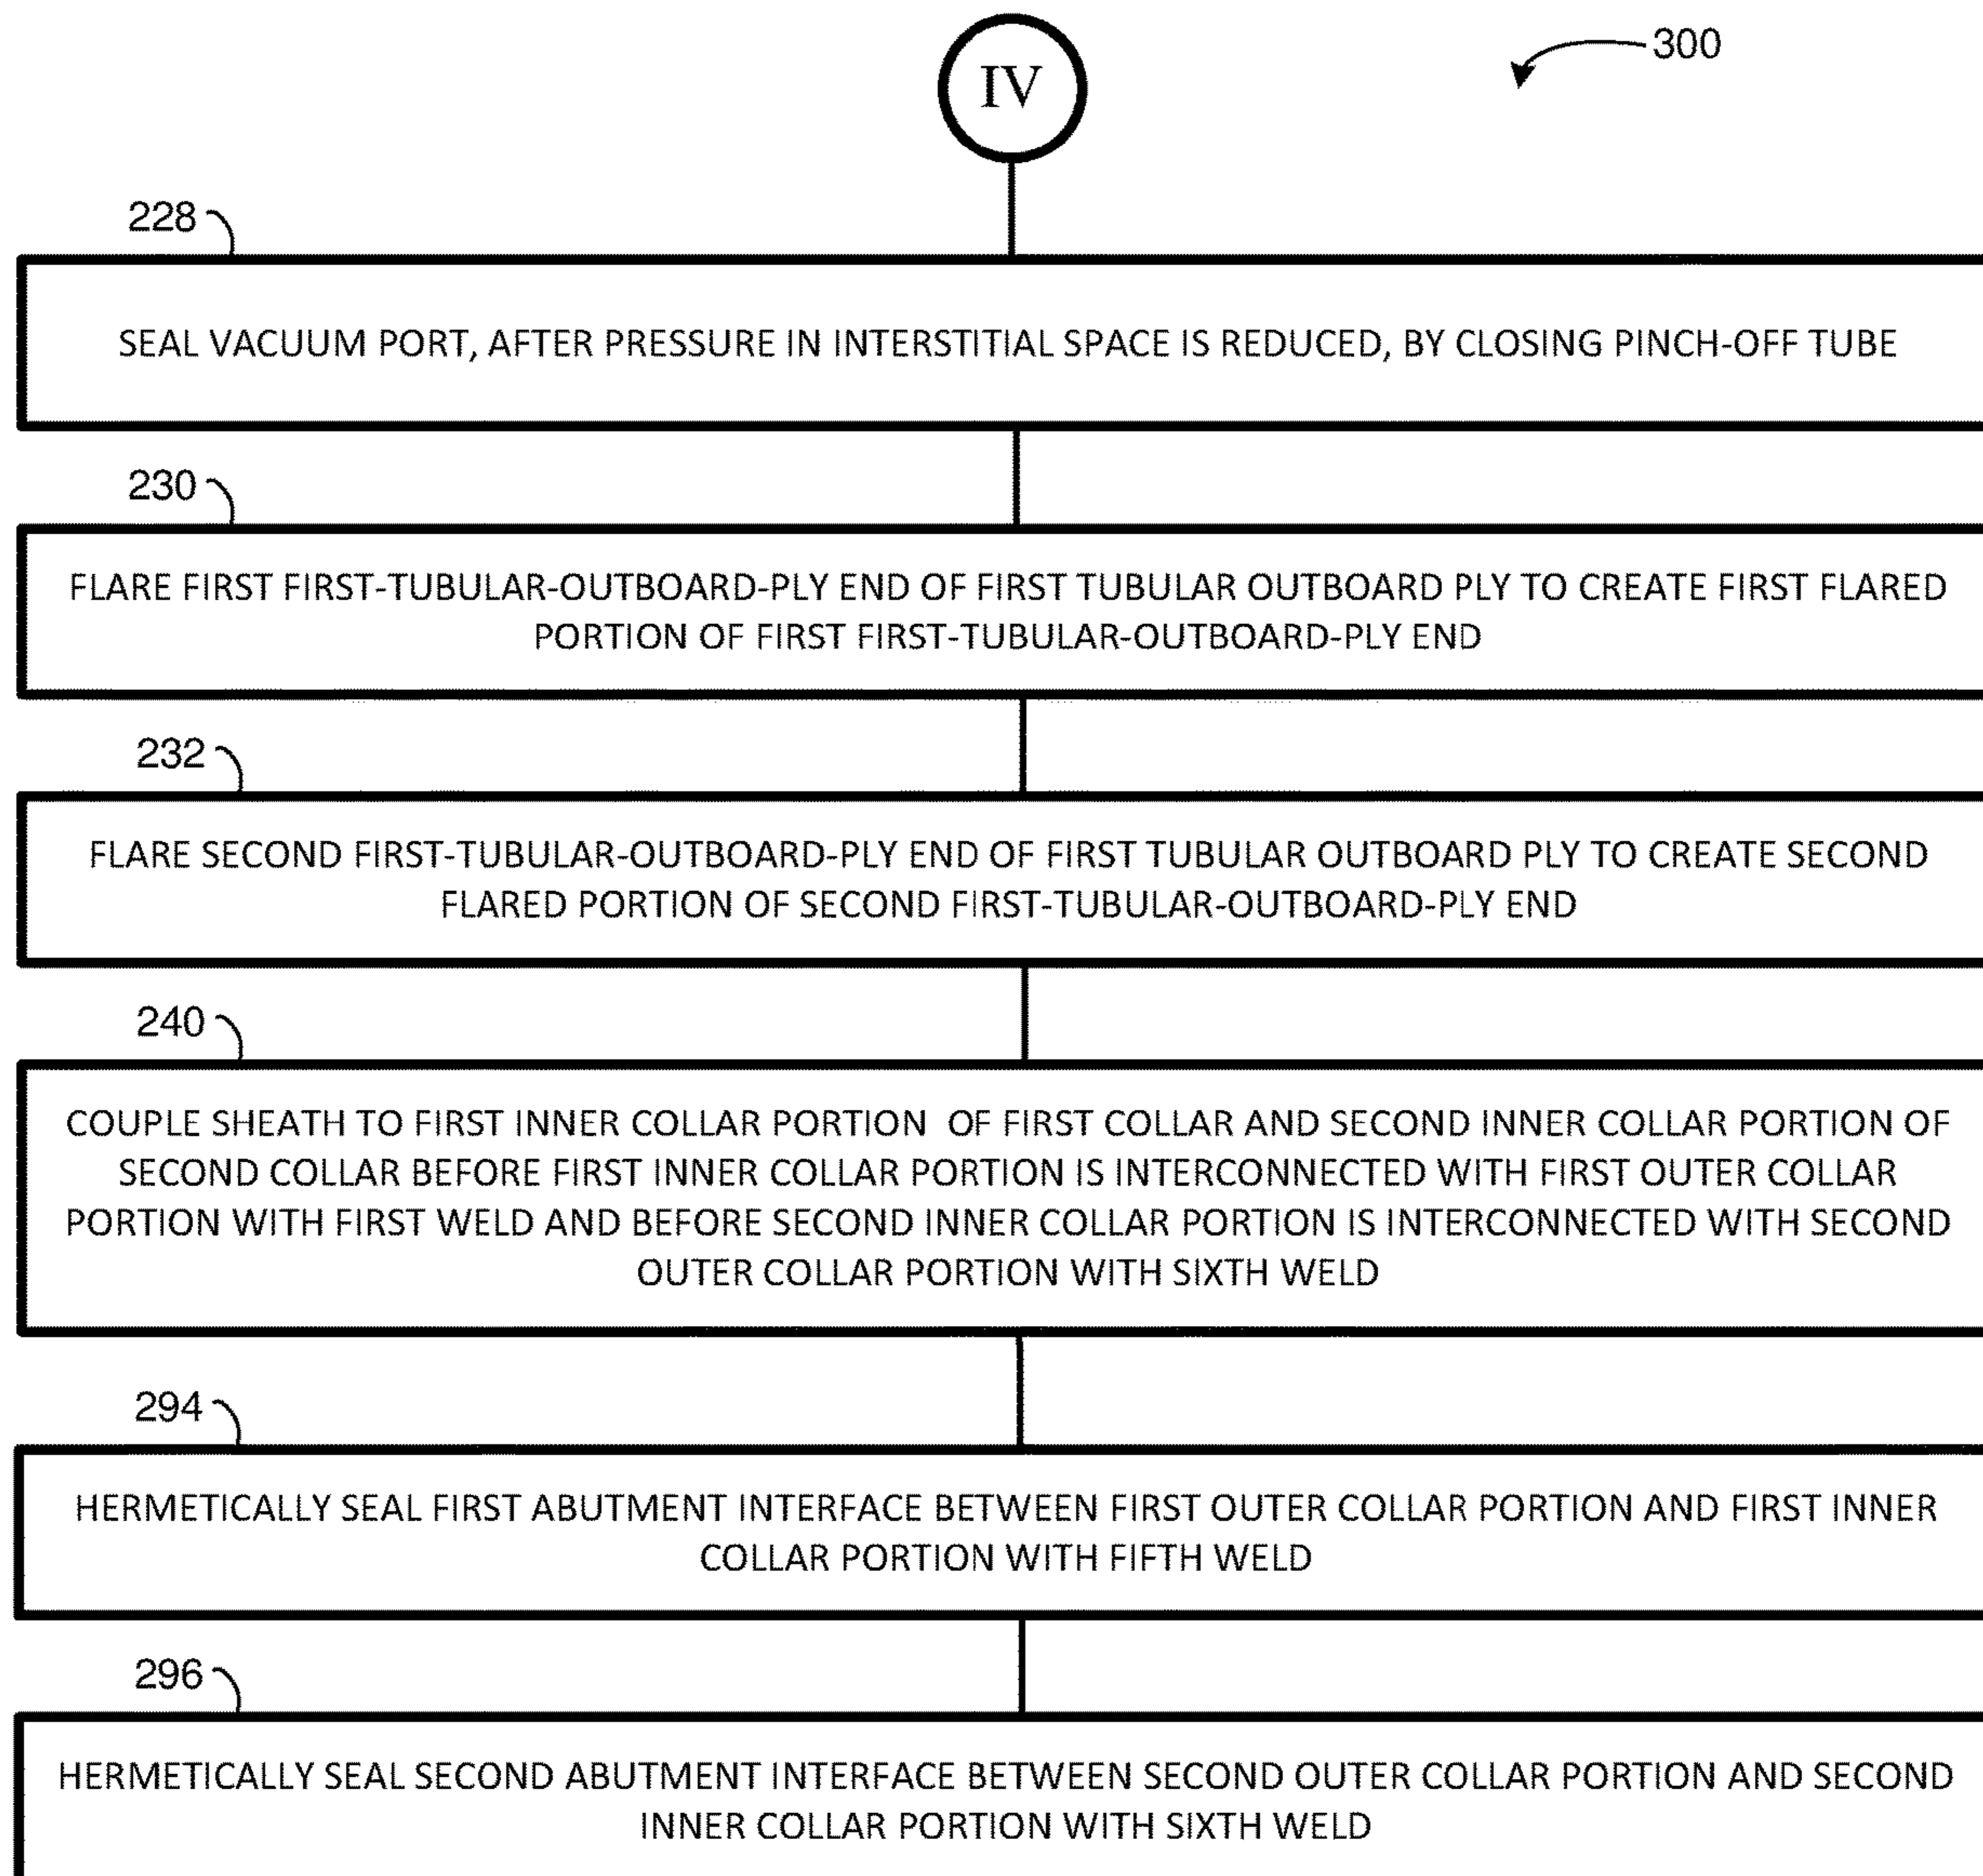 IV
300
228
SEAL VACUUM PORT, AFTER PRESSURE IN INTERSTITIAL SPACE IS REDUCED, BY CLOSING PINCH-OFF TUBE
230
FLARE FIRST FIRST-TUBULAR-OUTBOARD-PLY END OF FIRST TUBULAR OUTBOARD PLY TO CREATE FIRST FLARED
PORTION OF FIRST FIRST-TUBULAR-OUTBOARD-PLY END
232
FLARE SECOND FIRST-TUBULAR-OUTBOARD-PLY END OF FIRST TUBULAR OUTBOARD PLY TO CREATE SECOND
FLARED PORTION OF SECOND FIRST-TUBULAR-OUTBOARD-PLY END
240
COUPLE SHEATH TO FIRST INNER COLLAR PORTION OF FIRST COLLAR AND SECOND INNER COLLAR PORTION OF
SECOND COLLAR BEFORE FIRST INNER COLLAR PORTION IS INTERCONNECTED WITH FIRST OUTER COLLAR
PORTION WITH FIRST WELD AND BEFORE SECOND INNER COLLAR PORTION IS INTERCONNECTED WITH SECOND
OUTER COLLAR PORTION WITH SIXTH WELD
294
HERMETICALLY SEAL FIRST ABUTMENT INTERFACE BETWEEN FIRST OUTER COLLAR PORTION AND FIRST INNER
COLLAR PORTION WITH FIFTH WELD
296
HERMETICALLY SEAL SECOND ABUTMENT INTERFACE BETWEEN SECOND OUTER COLLAR PORTION AND SECOND
INNER COLLAR PORTION WITH SIXTH WELD